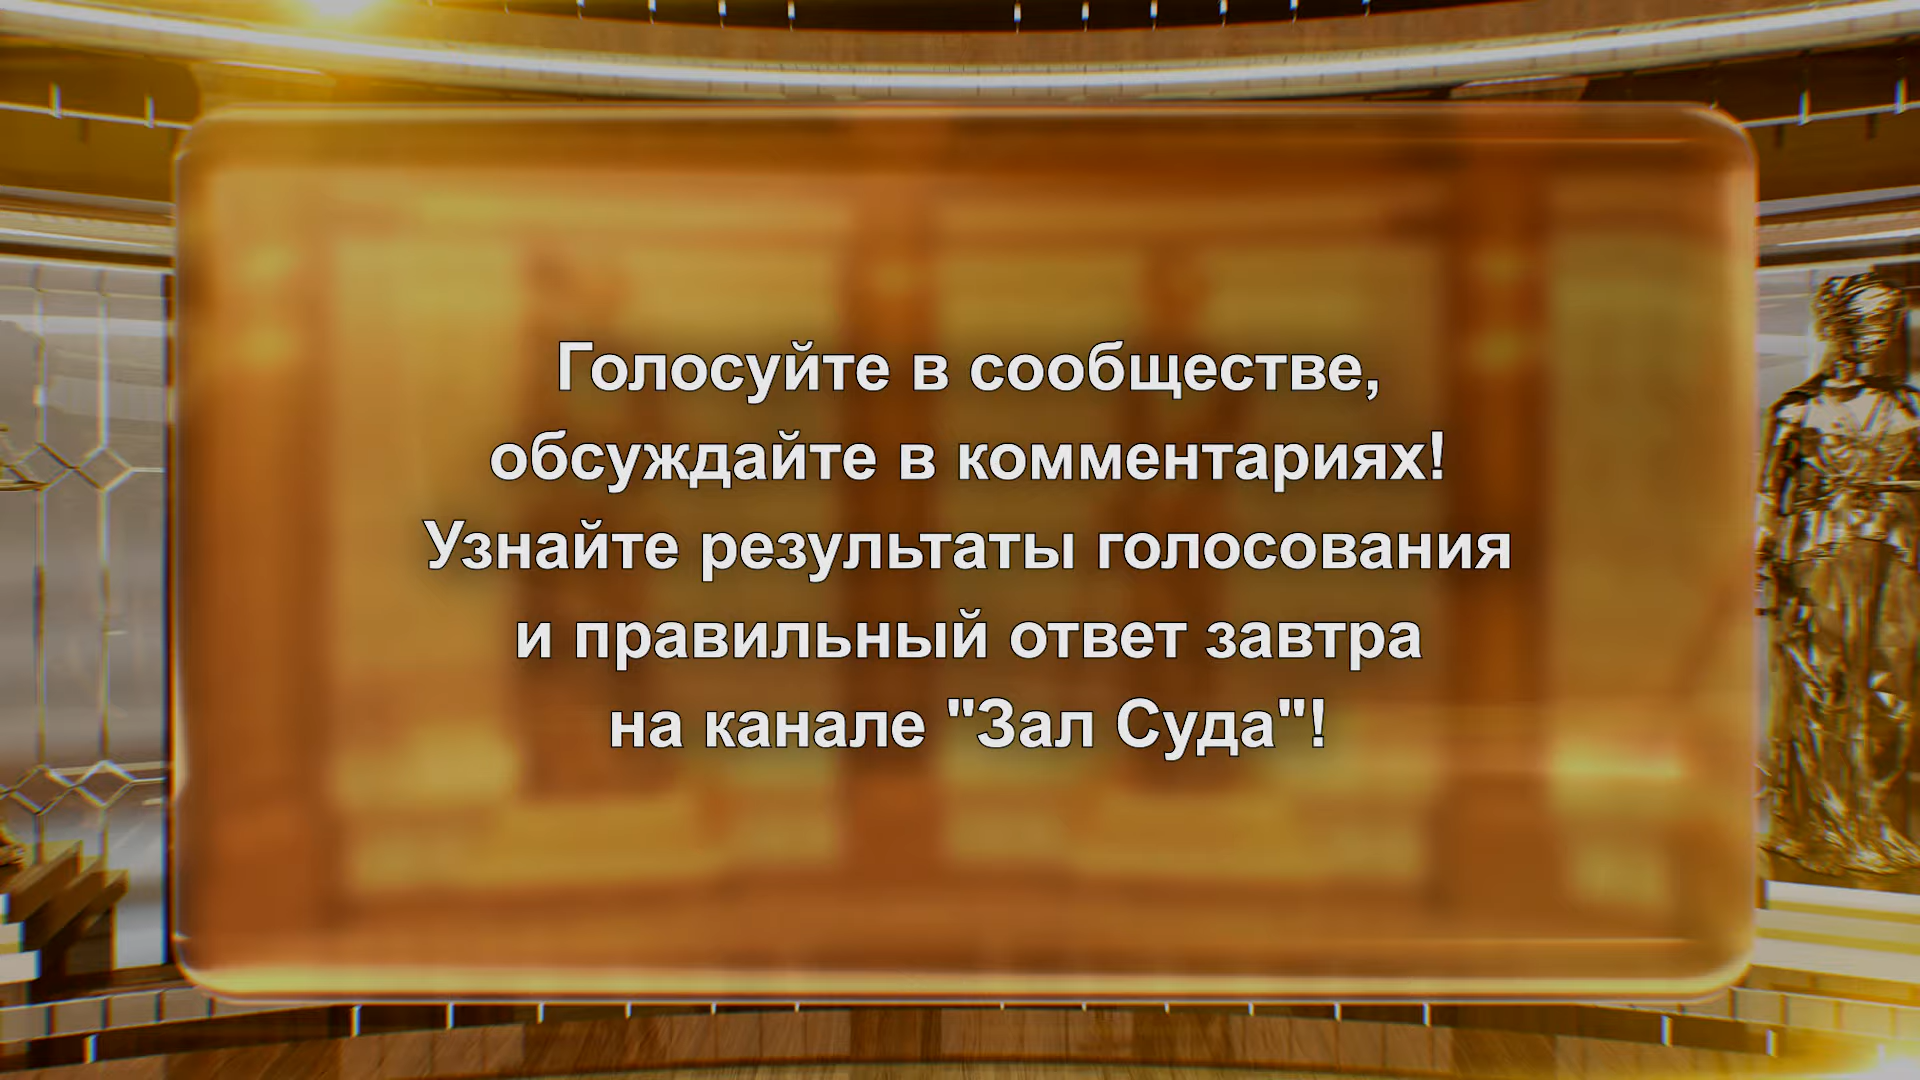 Голосуйте в сообществе,
обсуждайте в комментариях!
Узнайте результаты голосования
и правильный ответ завтра
на канале "Зал Суда"!